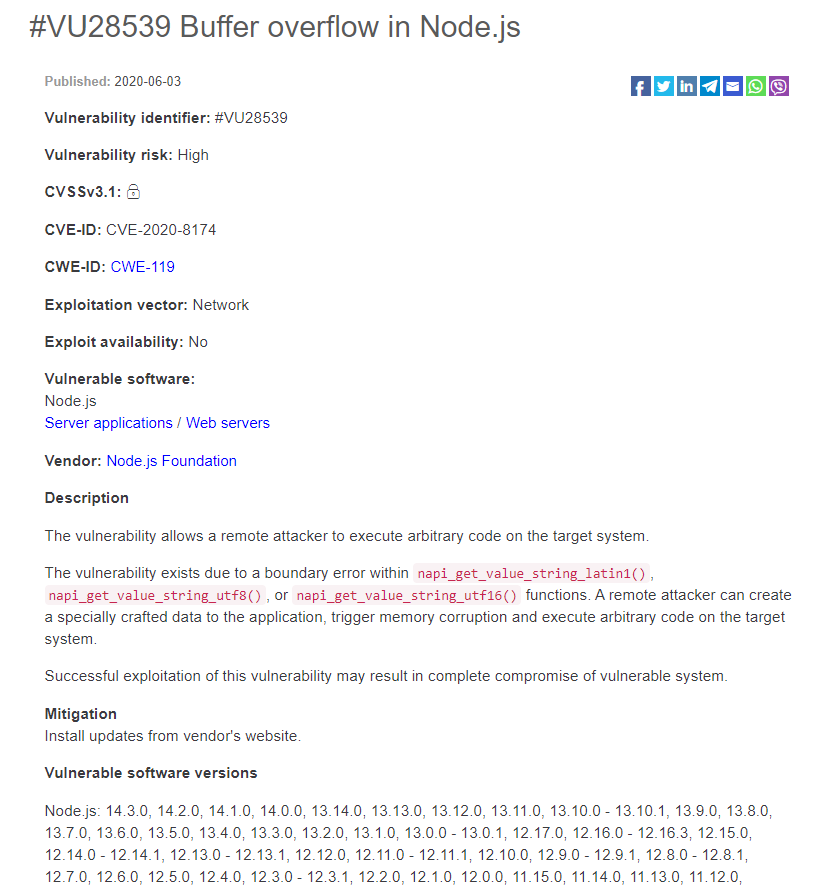 #VU28539 Buffer overflow in Node.js
Published: 2020-06-03
Vulnerability identifier: #VU28539
Vulnerability risk: High
CVSSv3.1:
CVE-ID: CVE-2020-8174
CWE-ID: CWE-119
Exploitation vector: Network
Exploit availability: No
Vulnerable software:
Node.js
Server applications / Web servers
Vendor: Node.js Foundation
Description
The vulnerability allows a remote attacker to execute arbitrary code on the target system.
The vulnerability exists due to a boundary error within napi_get_value_string_latin1() ,
napi_get_value_string_utf8() , or napi_get_value_string_utf16() functions. A remote attacker can create
a specially crafted data to the application, trigger memory corruption and execute arbitrary code on the target
system.
Successful exploitation of this vulnerability may result in complete compromise of vulnerable system.
Mitigation
Install updates from vendor's website.
Vulnerable software versions
Node.js: 14.3.0, 14.2.0, 14.1.0, 14.0.0, 13.14.0, 13.13.0, 13.12.0, 13.11.0, 13.10.0 - 13.10.1, 13.9.0, 13.8.0,
13.7.0, 13.6.0, 13.5.0, 13.4.0, 13.3.0, 13.2.0, 13.1.0, 13.0.0 - 13.0.1, 12.17.0, 12.16.0 - 12.16.3, 12.15.0,
12.14.0 - 12.14.1, 12.13.0 - 12.13.1, 12.12.0, 12.11.0 - 12.11.1, 12.10.0, 12.9.0 - 12.9.1, 12.8.0 - 12.8.1,
12.7.0, 12.6.0, 12.5.0, 12.4.0, 12.3.0 - 12.3.1, 12.2.0, 12.1.0, 12.0.0, 11.15.0, 11.14.0, 11.13.0, 11.12.0,